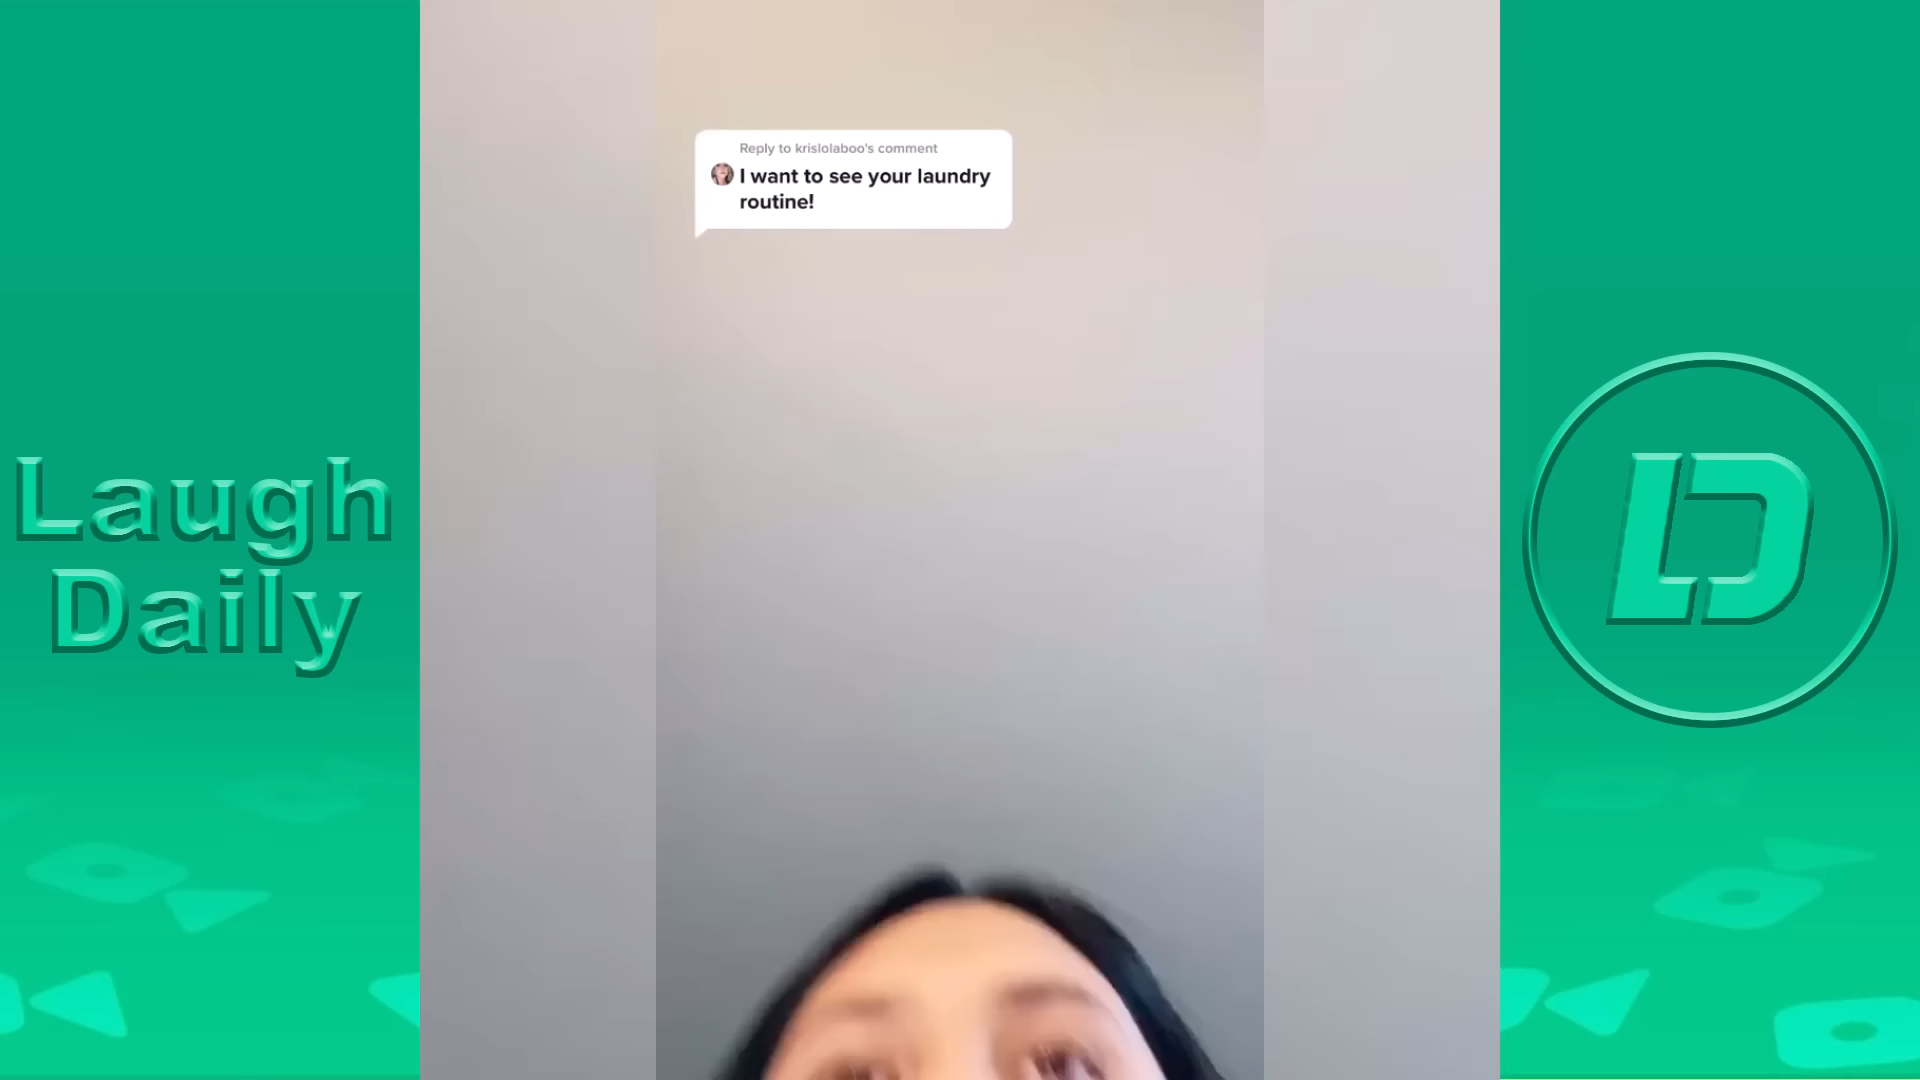 Reply to krislolaboo's comment
I want to see your laundry
routine!
Laugh
Daily
LD